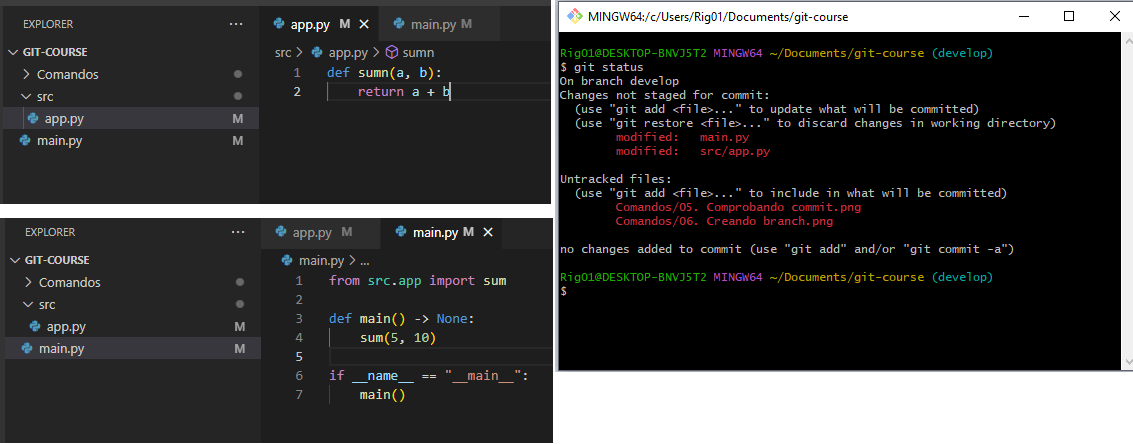 EXPLORER ...
GIT-COURSE
Comandos
src
app.py M
main.py M
app.py M
main.py M
src > app.py > sumn
1 def sumn(a, b):
2 return a + b
EXPLORER ...
GIT-COURSE
Comandos
src
app.py M
main.py M
app.py M
main.py M
main.py > ...
1 from src.app import sum
2
3 def main() -> None:
4 sum(5, 10)
5
6 if __name__ == "__main__":
7 main()
MINGW64:/c/Users/Rig01/Documents/git-course
Rig01@DESKTOP-BNVJ5T2 MINGW64 ~/Documents/git-course (develop)
$ git status
On branch develop
Changes not staged for commit:
(use "git add <file>..." to update what will be committed)
(use "git restore <file>..." to discard changes in working directory)
modified: main.py
modified: src/app.py
Untracked files:
(use "git add <file>..." to include in what will be committed)
Comandos/05. Comprobando commit.png
Comandos/06. Creando branch.png
no changes added to commit (use "git add" and/or "git commit -a")
Rig01@DESKTOP-BNVJ5T2 MINGW64 ~/Documents/git-course (develop)
$